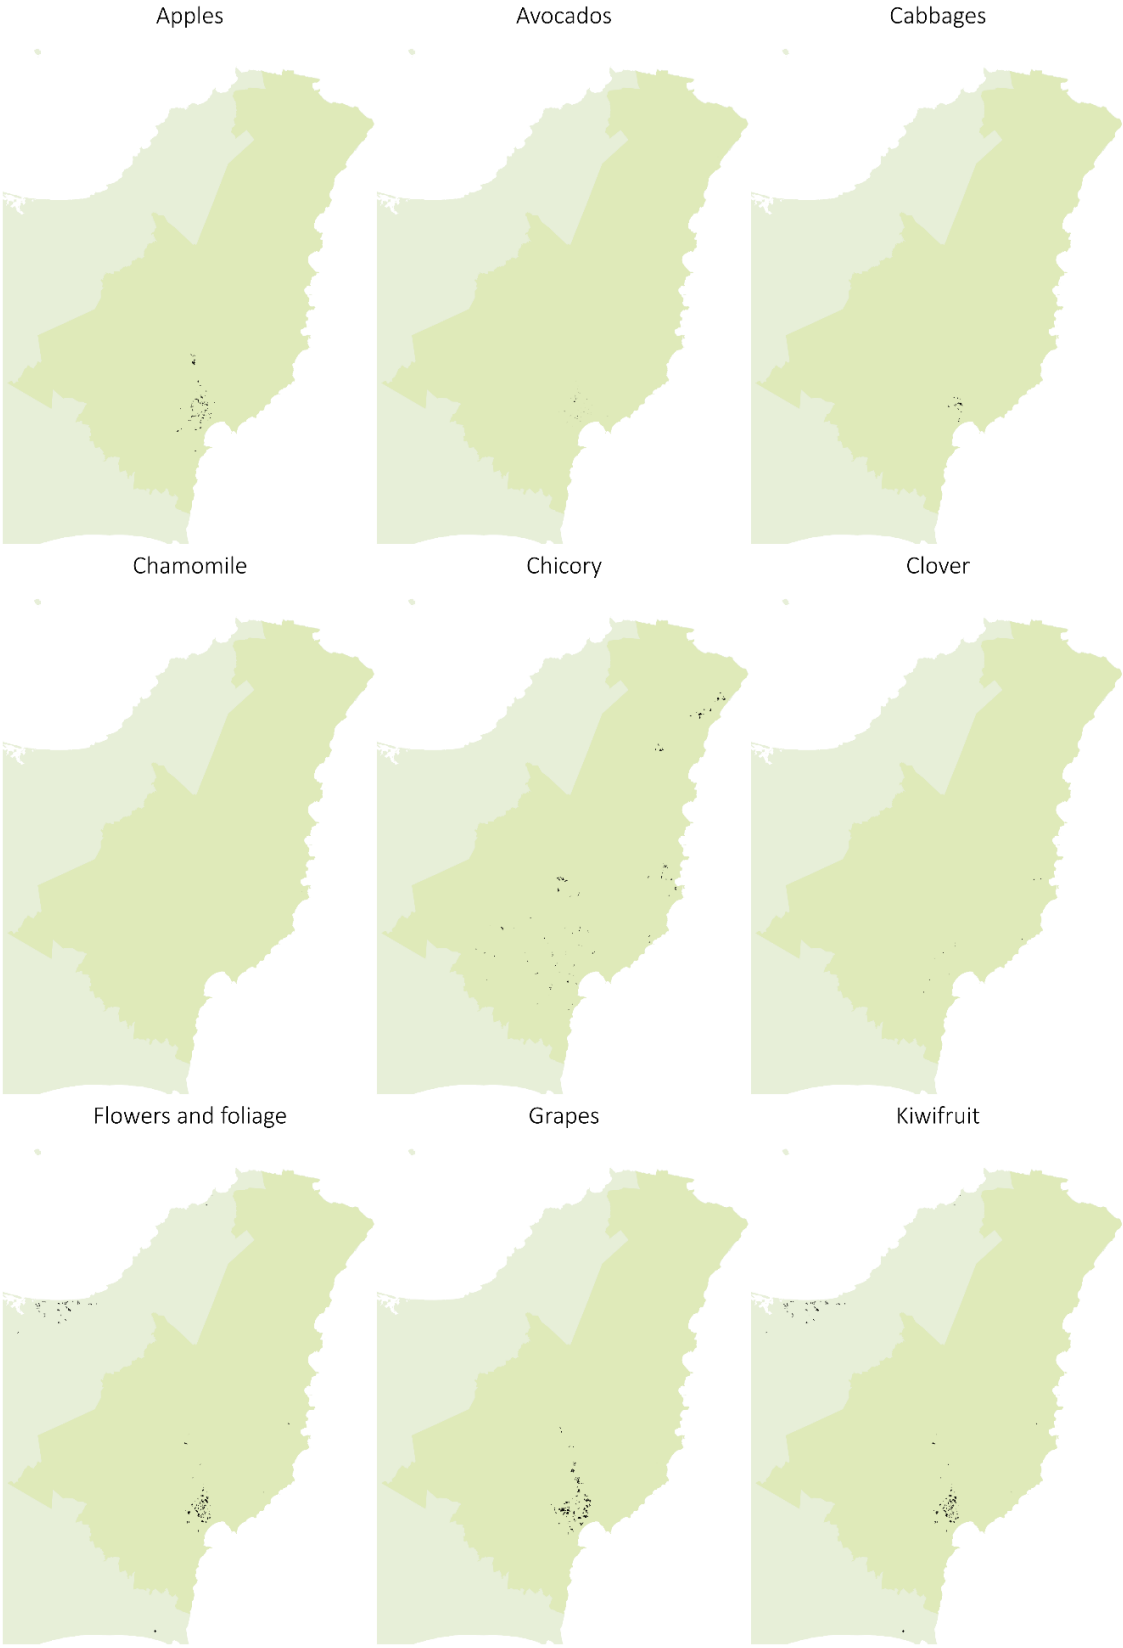 Apples
Avocados
Cabbages
Chamomile
Chicory
Clover
Flowers and foliage
Grapes
Kiwifruit